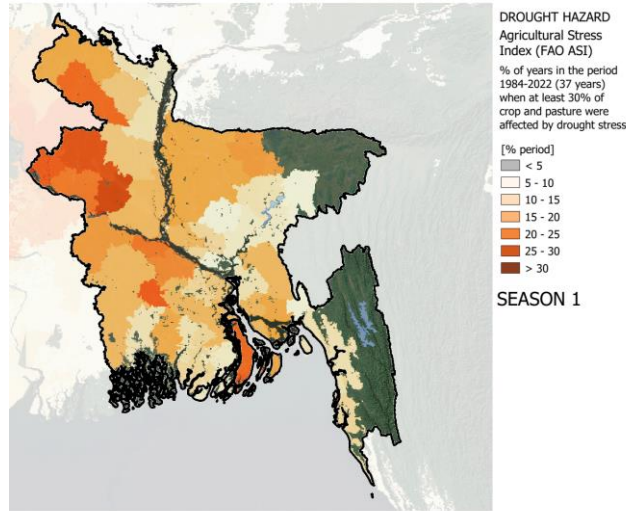 DROUGHT HAZARD
Agricultural Stress
Index (FAO ASI)
% of years in the period
1984-2022 (37 years)
when at least 30% of
crop and pasture were
affected by drought stress
[% period]
< 5
5 - 10
10 - 15
15 - 20
20 - 25
25 - 30
> 30
SEASON 1